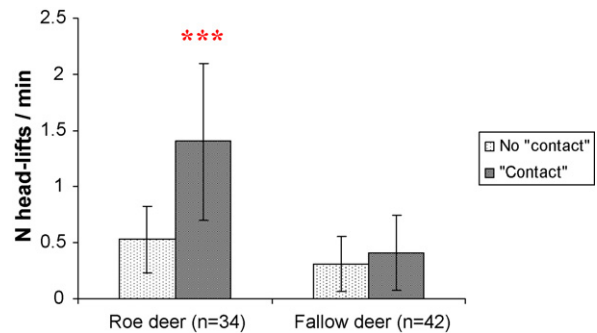 2.5
***
2
1.5
1
0.5
0
N head-lifts / min
No "contact"
"Contact"
Roe deer (n=34)
Fallow deer (n=42)